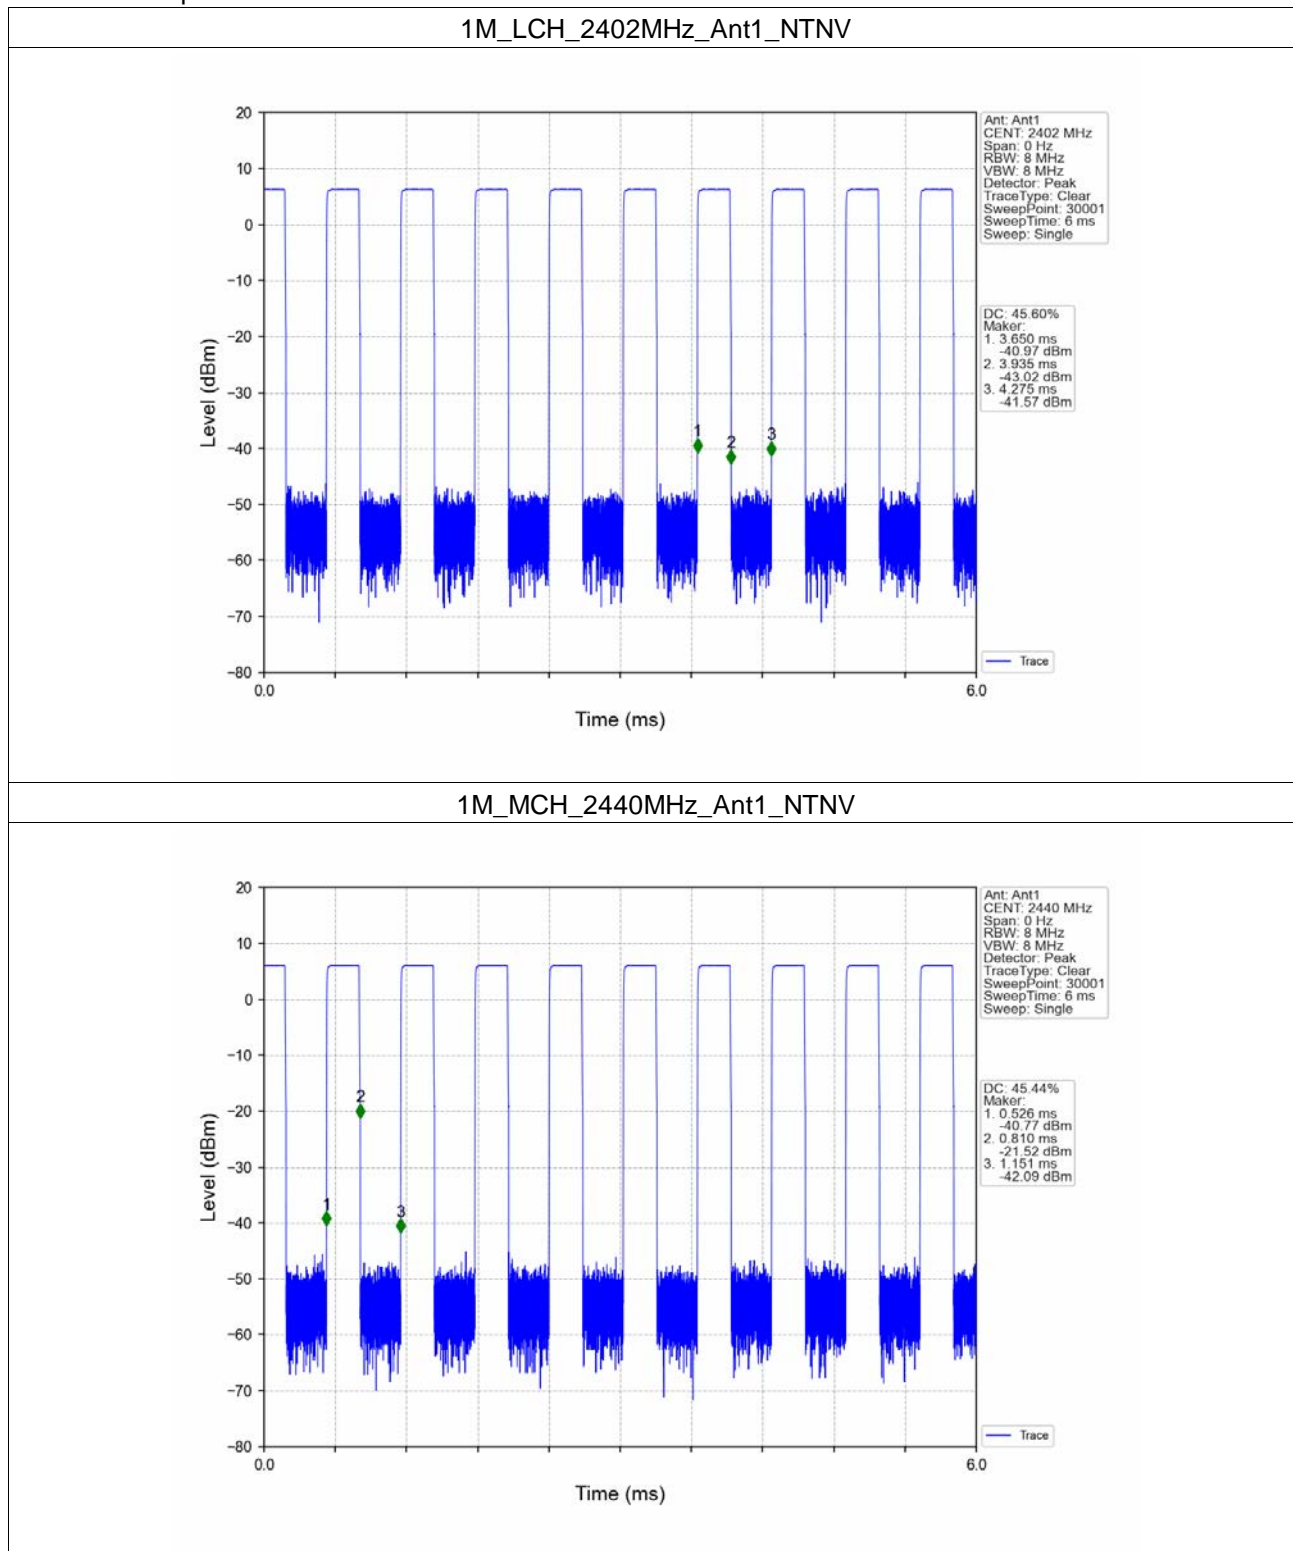 1M_LCH_2402MHz_Ant1_NTNV
20
10
0
−10
−20
−30
−40
−50
−60
−70
−80
Level (dBm)
1
2
3
0.0
6.0
Time (ms)
Ant: Ant1
CENT: 2402 MHz
Span: 0 Hz
RBW: 8 MHz
VBW: 8 MHz
Detector: Peak
TraceType: Clear
SweepPoint: 30001
SweepTime: 6 ms
Sweep: Single
DC: 45.60%
Maker:
1. 3.650 ms
-40.97 dBm
2. 3.935 ms
-43.02 dBm
3. 4.275 ms
-41.57 dBm
Trace
1M_MCH_2440MHz_Ant1_NTNV
20
10
0
−10
−20
−30
−40
−50
−60
−70
−80
Level (dBm)
1
2
3
0.0
6.0
Time (ms)
Ant: Ant1
CENT: 2440 MHz
Span: 0 Hz
RBW: 8 MHz
VBW: 8 MHz
Detector: Peak
TraceType: Clear
SweepPoint: 30001
SweepTime: 6 ms
Sweep: Single
DC: 45.44%
Maker:
1. 0.526 ms
-40.77 dBm
2. 0.810 ms
-21.52 dBm
3. 1.151 ms
-42.09 dBm
Trace